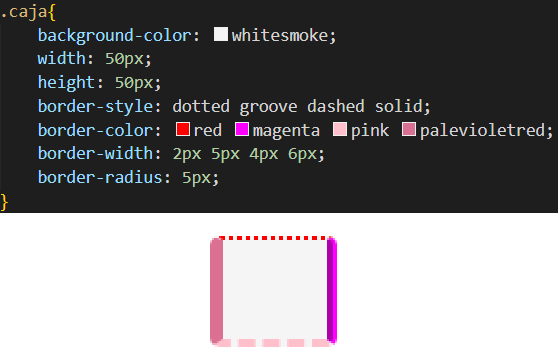 .caja{
background-color: whitesmoke;
width: 50px;
height: 50px;
border-style: dotted groove dashed solid;
border-color: red magenta pink palevioletred;
border-width: 2px 5px 4px 6px;
border-radius: 5px;
}